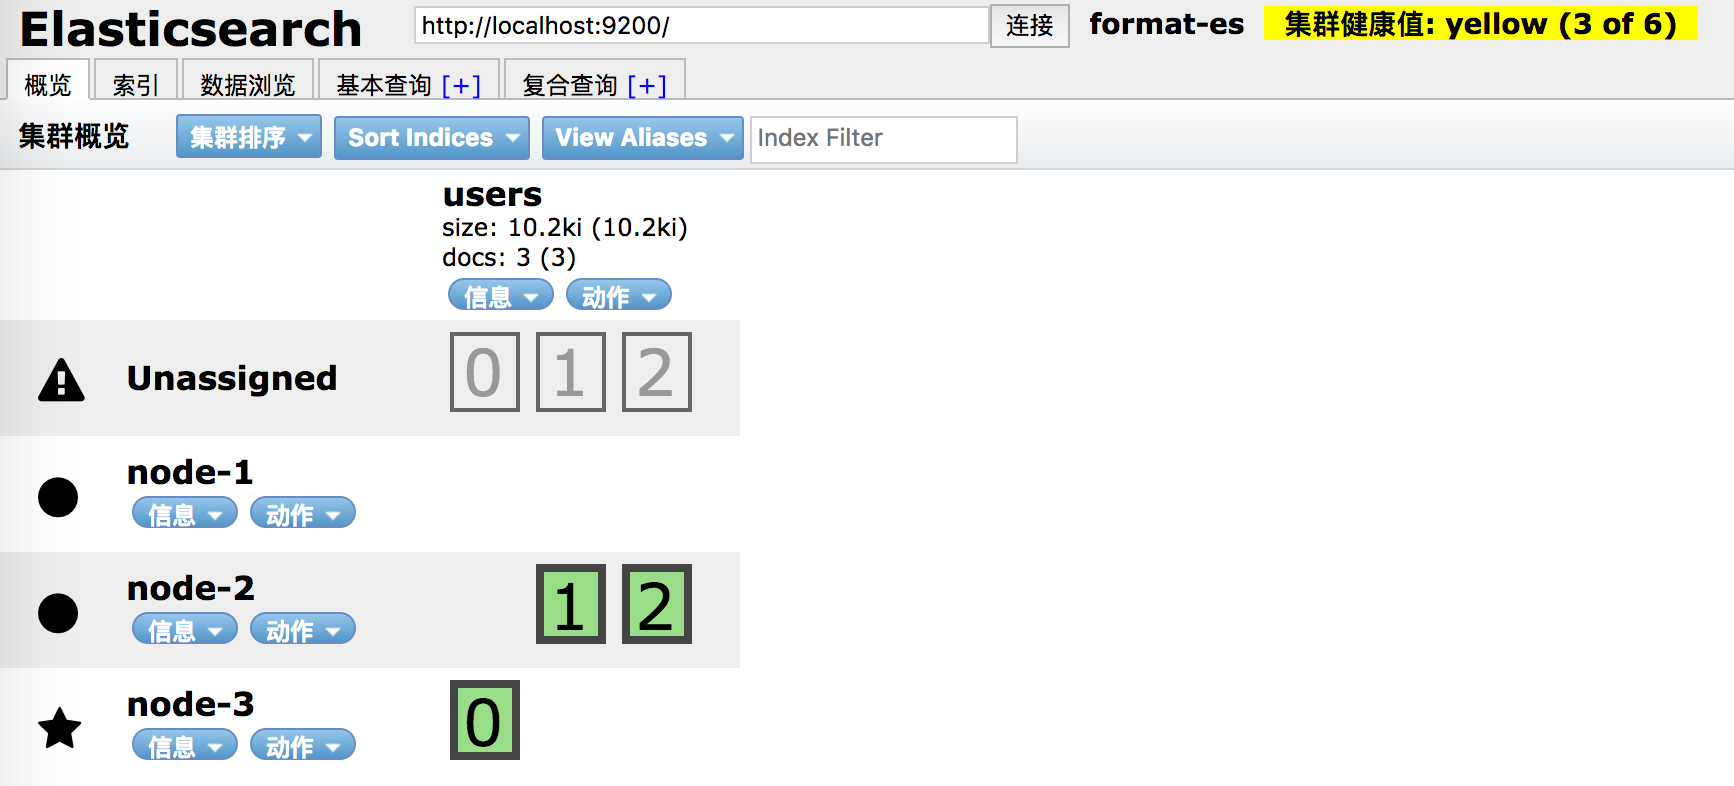 Elasticsearch http://localhost:9200/ 连接 format-es 集群健康值: yellow (3 of 6)
概览 索引 数据浏览 基本查询 [+] 复合查询 [+]
集群概览 集群排序 Sort Indices View Aliases Index Filter
users
size: 10.2ki (10.2ki)
docs: 3 (3)
信息 动作
Unassigned 0 1 2
node-1
信息 动作
node-2 1 2
信息 动作
node-3 0
信息 动作